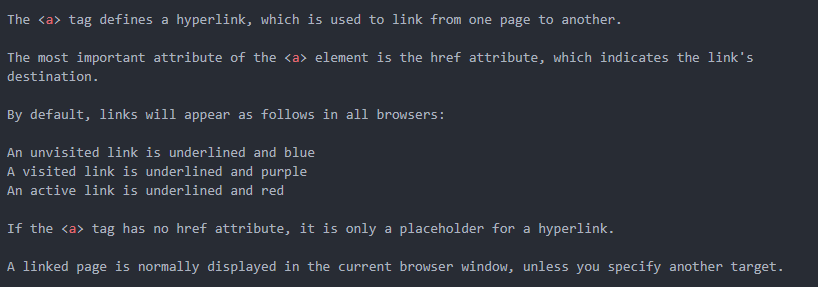 The <a> tag defines a hyperlink, which is used to link from one page to another.
The most important attribute of the <a> element is the href attribute, which indicates the link's
destination.
By default, links will appear as follows in all browsers:
An unvisited link is underlined and blue
A visited link is underlined and purple
An active link is underlined and red
If the <a> tag has no href attribute, it is only a placeholder for a hyperlink.
A linked page is normally displayed in the current browser window, unless you specify another target.